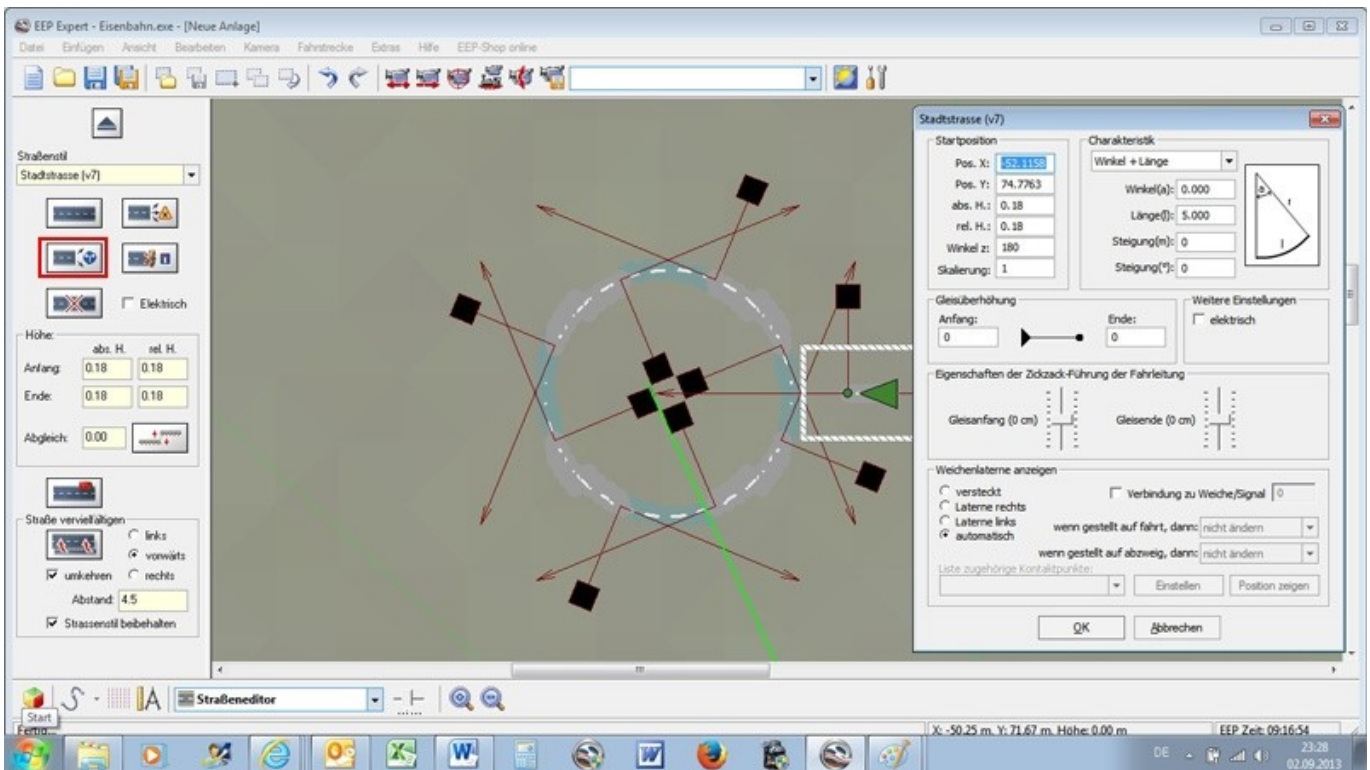 EEP Expert - Eisenbahn.exe - [Neue Anlage]
Datei Einfügen Ansicht Bearbeiten Kamera Fahrstrecke Extras Hilfe EEP-Shop online
Straßenstil
Stadtstrasse (v7)
Elektrisch
Höhe:
abs. H. rel. H.
Anfang: 0.18 0.18
Ende: 0.18 0.18
Abgleich: 0.00
Straße vervielfältigen
links
vorwärts
umkehren rechts
Abstand: 4.5
Strassenstil beibehalten
Stadtstrasse (v7)
Startposition
Pos. X: -52.1158
Pos. Y: 74.7763
abs. H.: 0.18
rel. H.: 0.18
Winkel z: 180
Skalierung: 1
Charakteristik
Winkel + Länge
Winkel(a): 0.000
Länge(l): 5.000
Steigung(m): 0
Steigung(°): 0
a r
l
Gleisüberhöhung
Anfang: Ende:
0 0
Weitere Einstellungen
elektrisch
Eigenschaften der Zickzack-Führung der Fahrleitung
Gleisanfang (0 cm) Gleisende (0 cm)
Weichenlaterne anzeigen
versteckt
Laterne rechts
Laterne links
automatisch
Verbindung zu Weiche/Signal 0
wenn gestellt auf fahrt, dann: nicht ändern
wenn gestellt auf abzweig, dann: nicht ändern
Liste zugehörige Kontaktpunkte:
Einstellen Position zeigen
OK Abbrechen
Straßeneditor
Start
Fertig...
X: -50.25 m. Y: 71.67 m. Höhe: 0.00 m EEP Zeit: 09:16:54
DE 23:28
02.09.2013